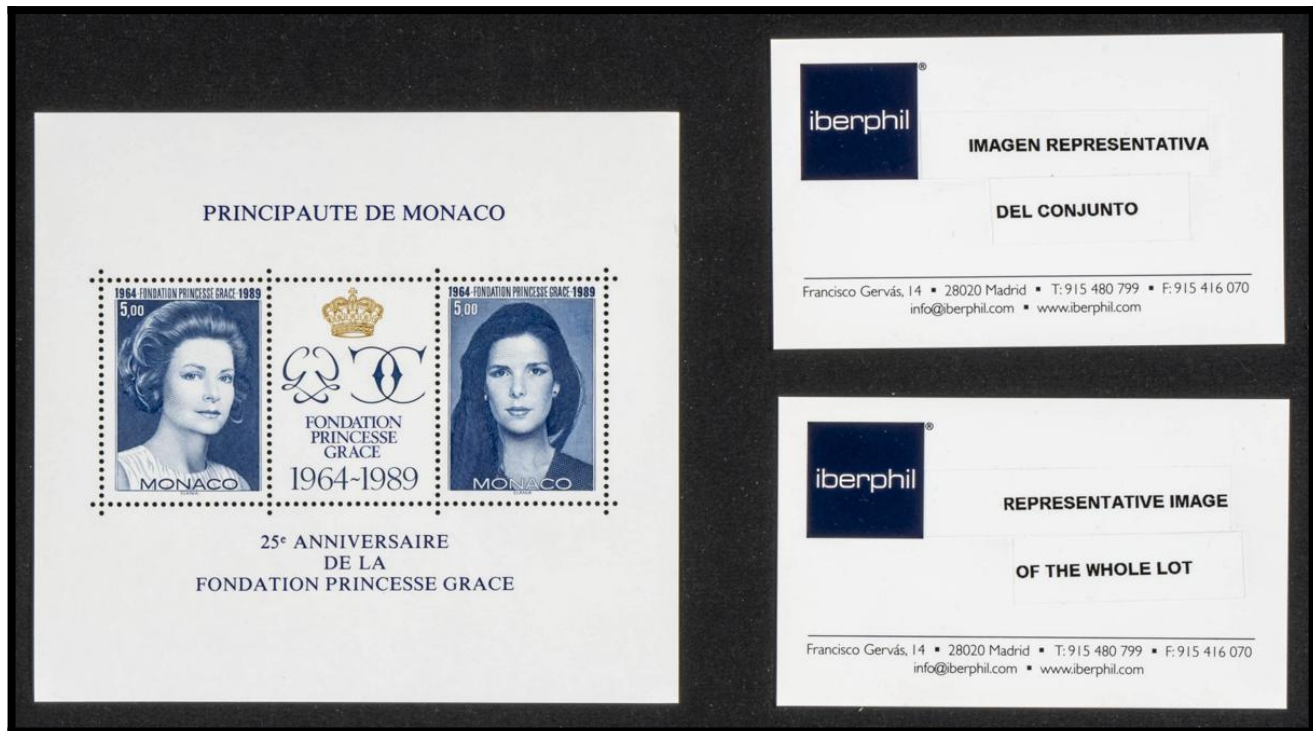 PRINCIPAUTE DE MONACO
1964-FONDATION PRINCESSE GRACE-1989
5,00
MONACO
FONDATION
PRINCESSE
GRACE
1964~1989
1964-FONDATION PRINCESSE GRACE-1989
5,00
MONACO
25e ANNIVERSAIRE
DE LA
FONDATION PRINCESSE GRACE
iberphil®
IMAGEN REPRESENTATIVA
DEL CONJUNTO
Francisco Gervás, 14 ▪ 28020 Madrid ▪ T: 915 480 799 ▪ F: 915 416 070
info@iberphil.com ▪ www.iberphil.com
iberphil®
REPRESENTATIVE IMAGE
OF THE WHOLE LOT
Francisco Gervás, 14 ▪ 28020 Madrid ▪ T: 915 480 799 ▪ F: 915 416 070
info@iberphil.com ▪ www.iberphil.com